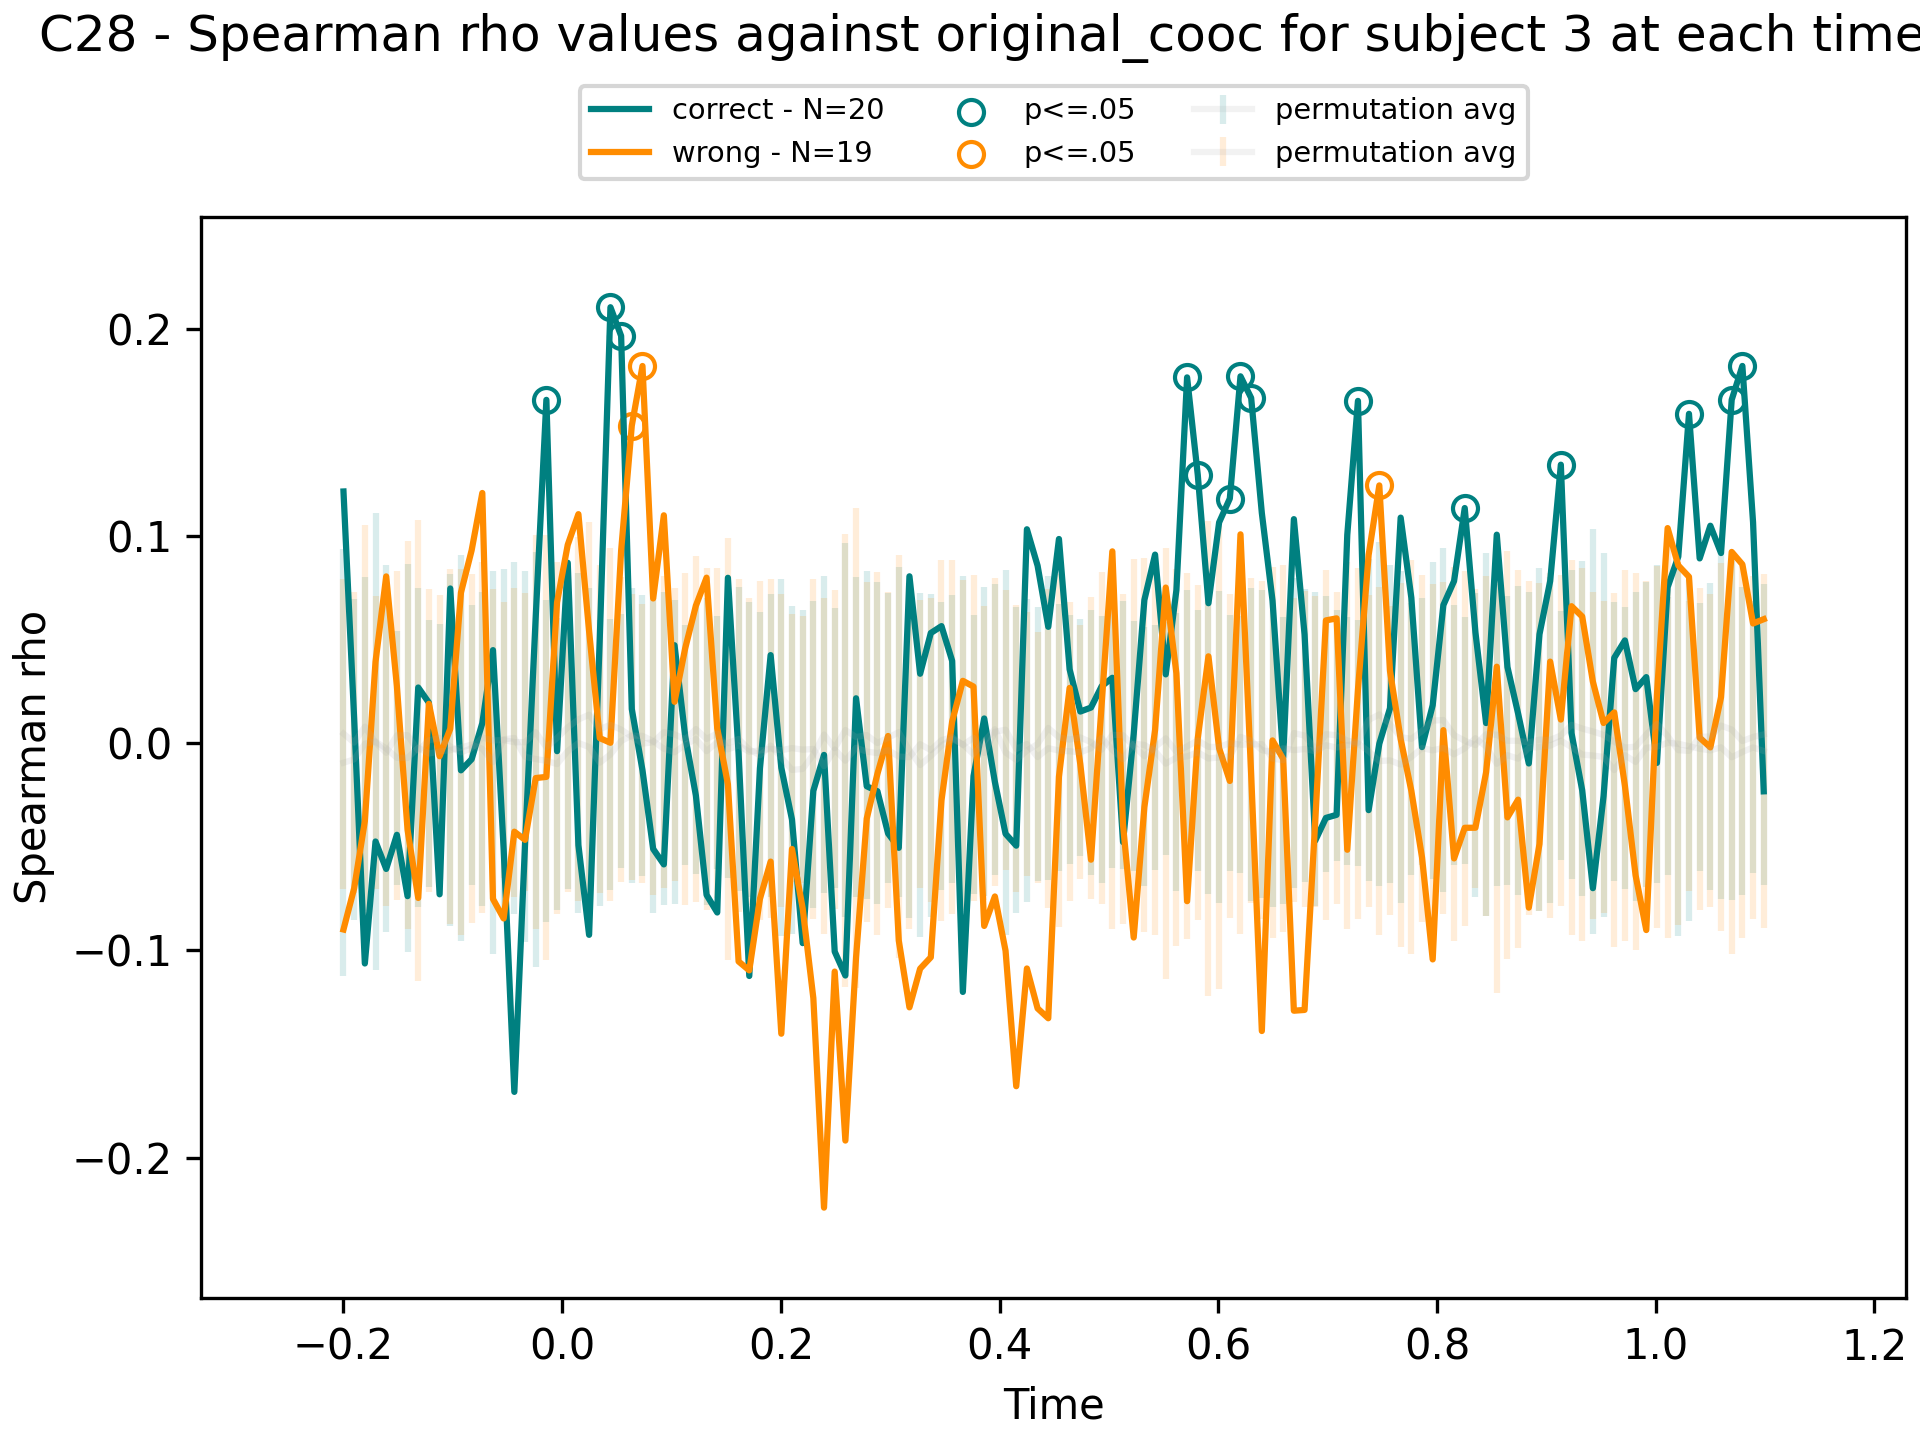 C28 - Spearman rho values against original_cooc for subject 3 at each time
correct - N=20
wrong - N=19
p<=.05
p<=.05
permutation avg
permutation avg
Spearman rho
0.2
0.1
0.0
−0.1
−0.2
−0.2 0.0 0.2 0.4 0.6 0.8 1.0 1.2
Time